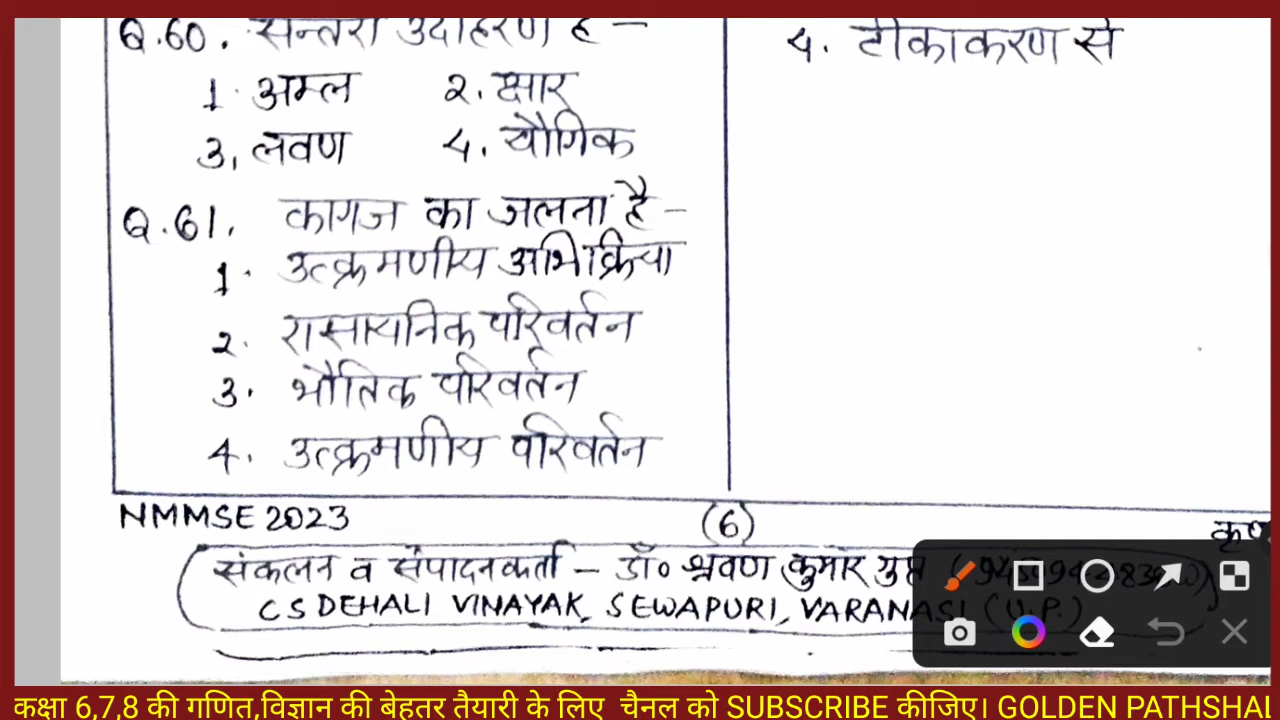 Q.60. सन्तरा उदाहरण है –
1. अम्ल 2. क्षार
3. लवण 4. यौगिक
Q.61. कागज का जलना है –
1. उत्क्रमणीय अभिक्रिया
2. रासायनिक परिवर्तन
3. भौतिक परिवर्तन
4. उत्क्रमणीय परिवर्तन
4. टीकाकरण से
NMMSE 2023 (6)
संकलन व संपादनकर्ता – डॉ० श्रवण कुमार गुप्त
C S DEHALI VINAYAK, SEWAPURI, VARANASI (U.P.)
कक्षा 6,7,8 की गणित,विज्ञान की बेहतर तैयारी के लिए चैनल को SUBSCRIBE कीजिए। GOLDEN PATHSHAL